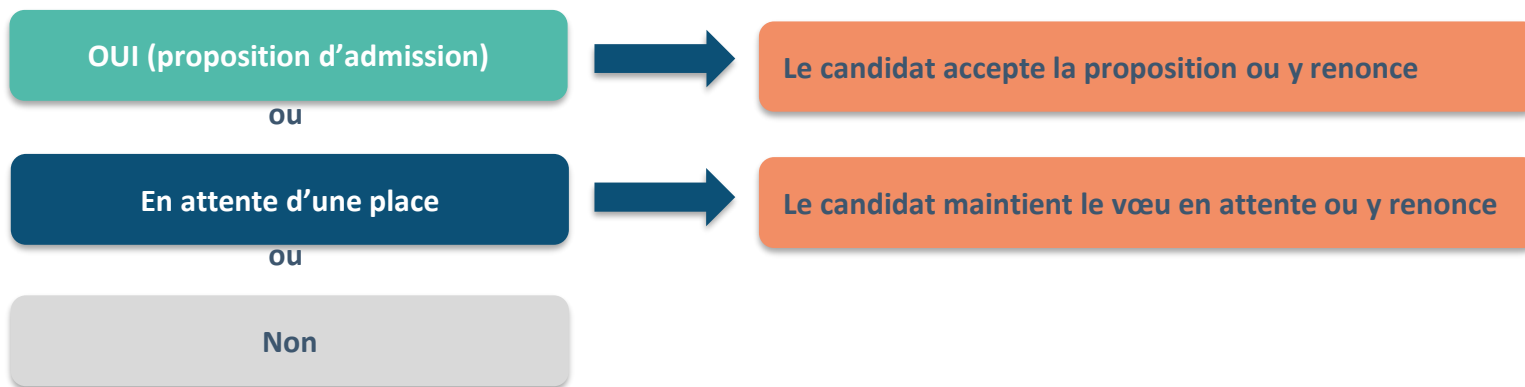 OUI (proposition d’admission)
Le candidat accepte la proposition ou y renonce
ou
En attente d’une place
Le candidat maintient le vœu en attente ou y renonce
ou
Non